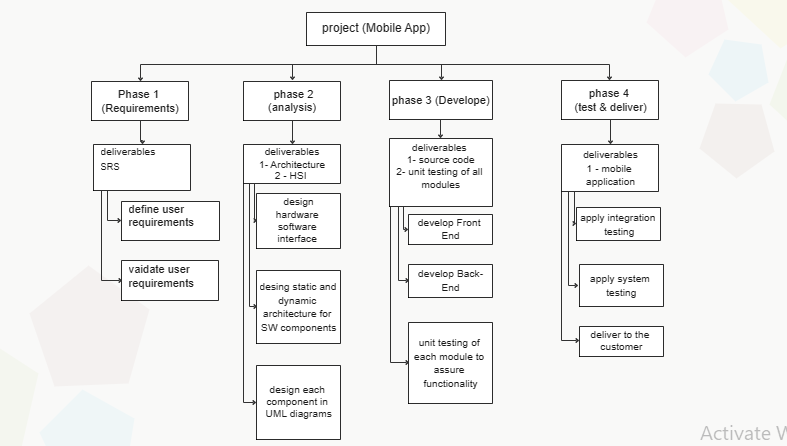 project (Mobile App)
Phase 1
(Requirements)
phase 2
(analysis)
phase 3 (Develope)
phase 4
(test & deliver)
deliverables
SRS
define user
requirements
vaidate user
requirements
deliverables
1- Architecture
2 - HSI
design
hardware
software
interface
desing static and
dynamic
architecture for
SW components
design each
component in
UML diagrams
deliverables
1- source code
2- unit testing of all
modules
develop Front
End
develop Back-
End
unit testing of
each module to
assure
functionality
deliverables
1 - mobile
application
apply integration
testing
apply system
testing
deliver to the
customer
Activate W